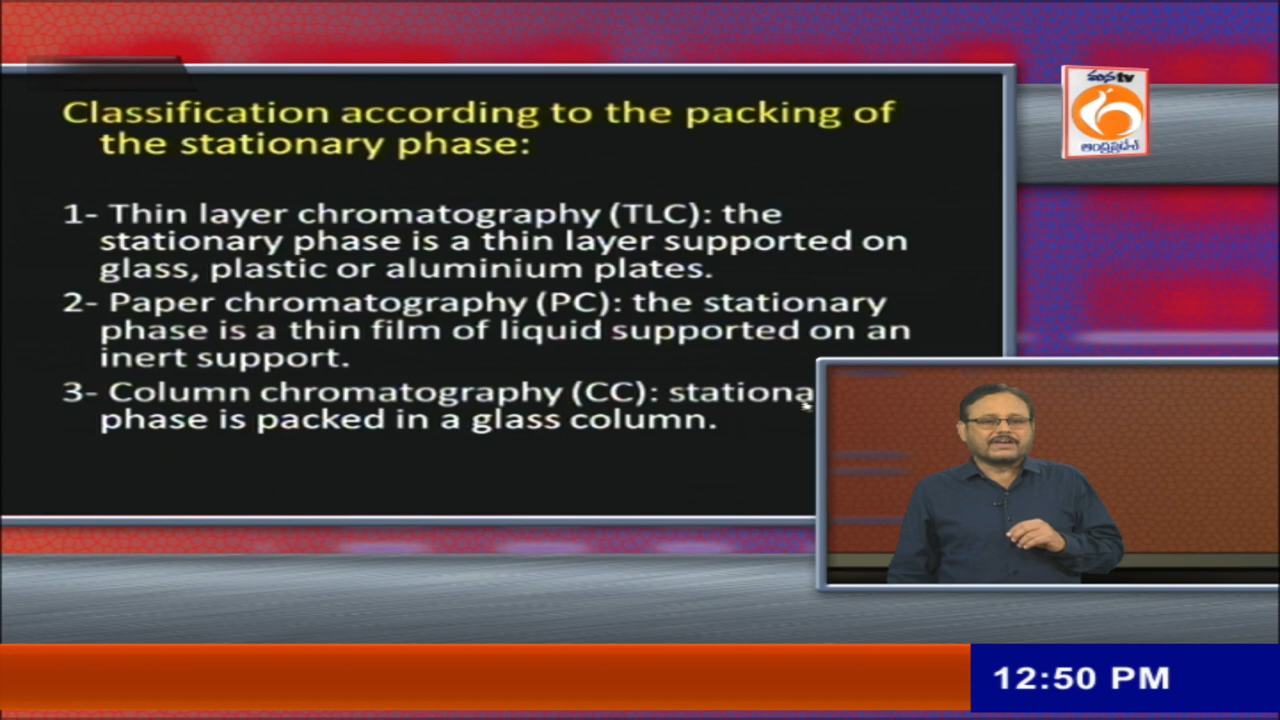 Classification according to the packing of
the stationary phase:
1- Thin layer chromatography (TLC): the
stationary phase is a thin layer supported on
glass, plastic or aluminium plates.
2- Paper chromatography (PC): the stationary
phase is a thin film of liquid supported on an
inert support.
3- Column chromatography (CC): stationa
phase is packed in a glass column.
మనtv
ఆంధ్రప్రదేశ్
12:50 PM